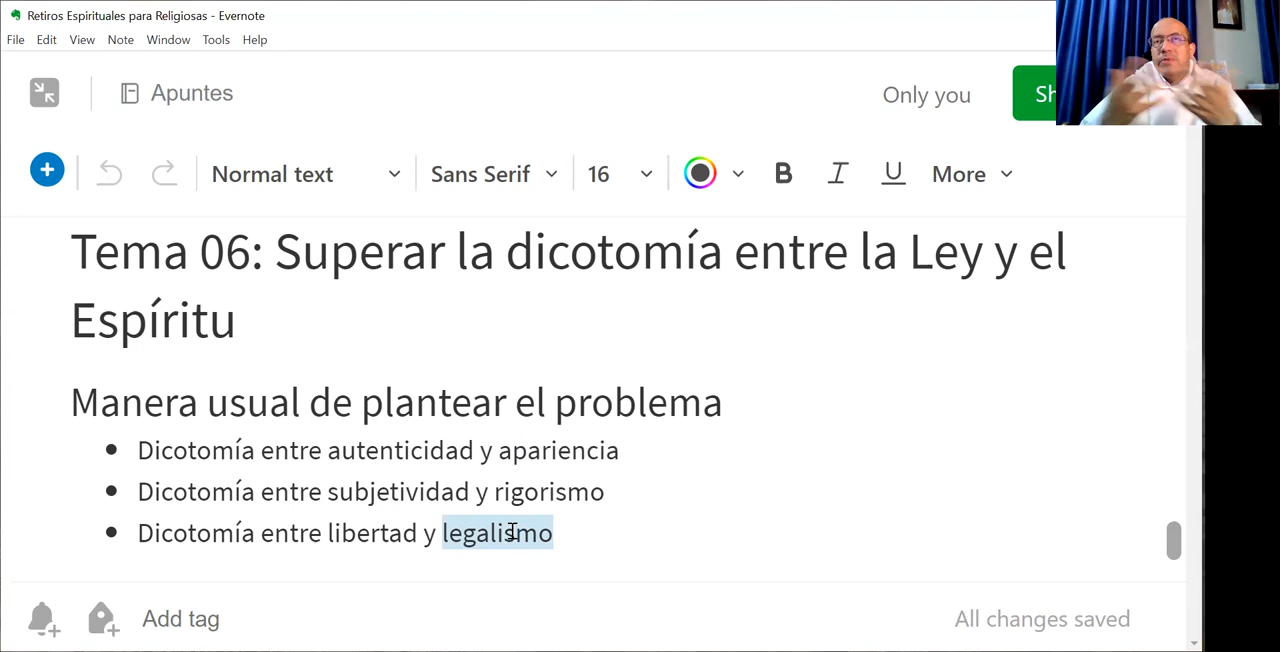 Retiros Espirituales para Religiosas - Evernote
File Edit View Note Window Tools Help
Apuntes
Only you
Sh
Normal text
Sans Serif
16
B I U More
Tema 06: Superar la dicotomía entre la Ley y el
Espíritu
Manera usual de plantear el problema
Dicotomía entre autenticidad y apariencia
Dicotomía entre subjetividad y rigorismo
Dicotomía entre libertad y legalismo
Add tag
All changes saved